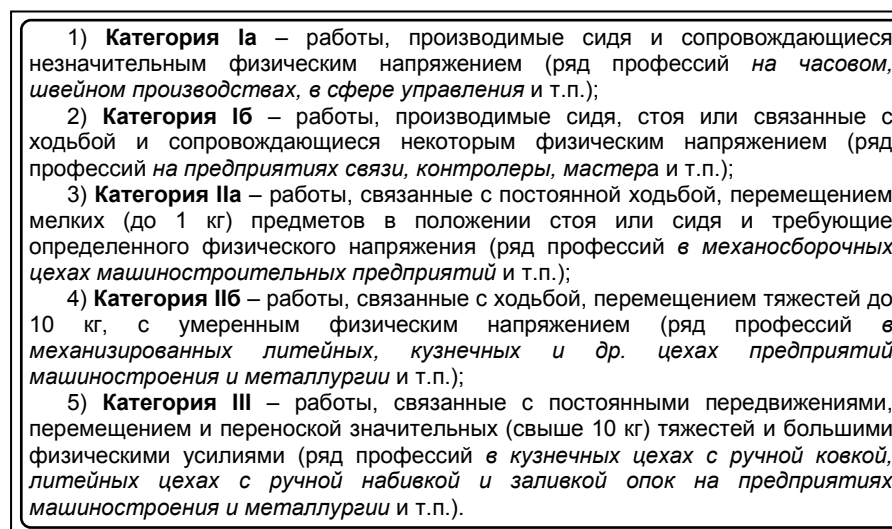 1) Категория Iа – работы, производимые сидя и сопровождающиеся
незначительным физическим напряжением (ряд профессий на часовом,
швейном производствах, в сфере управления и т.п.);
2) Категория Iб – работы, производимые сидя, стоя или связанные с
ходьбой и сопровождающиеся некоторым физическим напряжением (ряд
профессий на предприятиях связи, контролеры, мастера и т.п.);
3) Категория IIа – работы, связанные с постоянной ходьбой, перемещением
мелких (до 1 кг) предметов в положении стоя или сидя и требующие
определенного физического напряжения (ряд профессий в механосборочных
цехах машиностроительных предприятий и т.п.);
4) Категория IIб – работы, связанные с ходьбой, перемещением тяжестей до
10 кг, с умеренным физическим напряжением (ряд профессий в
механизированных литейных, кузнечных и др. цехах предприятий
машиностроения и металлургии и т.п.);
5) Категория III – работы, связанные с постоянными передвижениями,
перемещением и переноской значительных (свыше 10 кг) тяжестей и большими
физическими усилиями (ряд профессий в кузнечных цехах с ручной ковкой,
литейных цехах с ручной набивкой и заливкой опок на предприятиях
машиностроения и металлургии и т.п.).